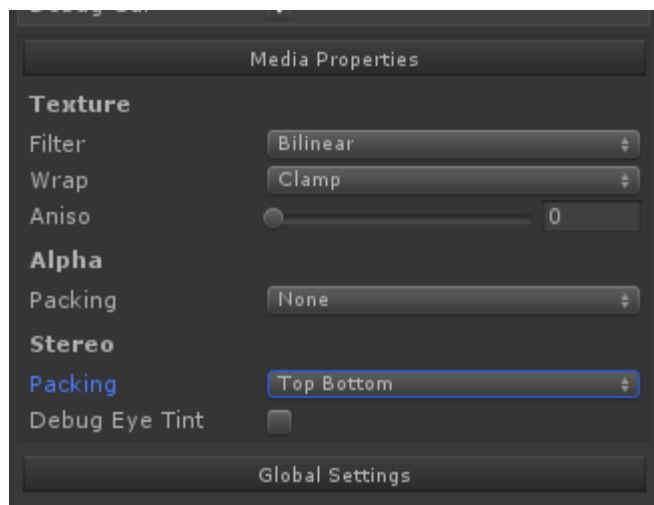 Media Properties
Texture
Filter Bilinear
Wrap Clamp
Aniso 0
Alpha
Packing None
Stereo
Packing Top Bottom
Debug Eye Tint
Global Settings